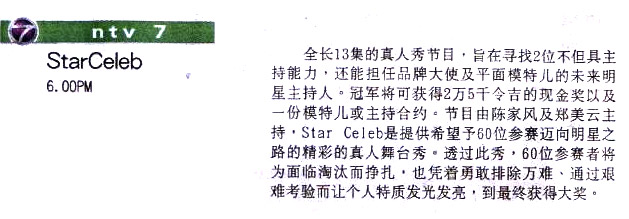 7 ntv 7
StarCeleb
6.00PM
全长13集的真人秀节目，旨在寻找2位不但具主
持能力，还能担任品牌大使及平面模特儿的未来明
星主持人。冠军将可获得2万5千令吉的现金奖以及
一份模特儿或主持合约。节目由陈家风及郑美云主
持，Star Celeb是提供希望予60位参赛迈向明星之
路的精彩的真人舞台秀。透过此秀，60位参赛者将
为面临淘汰而挣扎，也凭着勇敢排除万难、通过艰
难考验而让个人特质发光发亮，到最终获得大奖。